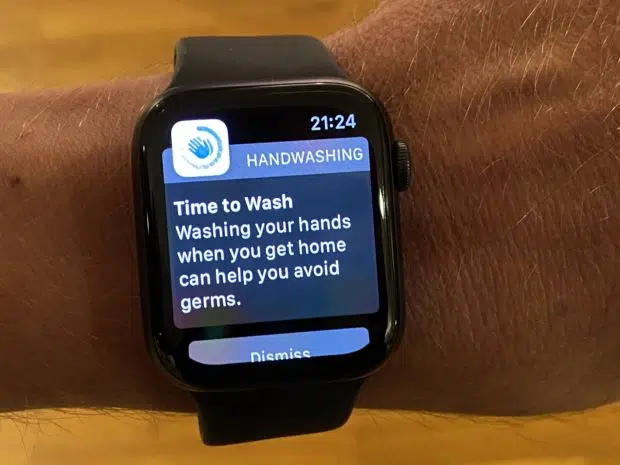 21:24
HANDWASHING
Time to Wash
Washing your hands
when you get home
can help you avoid
germs.
Dismiss